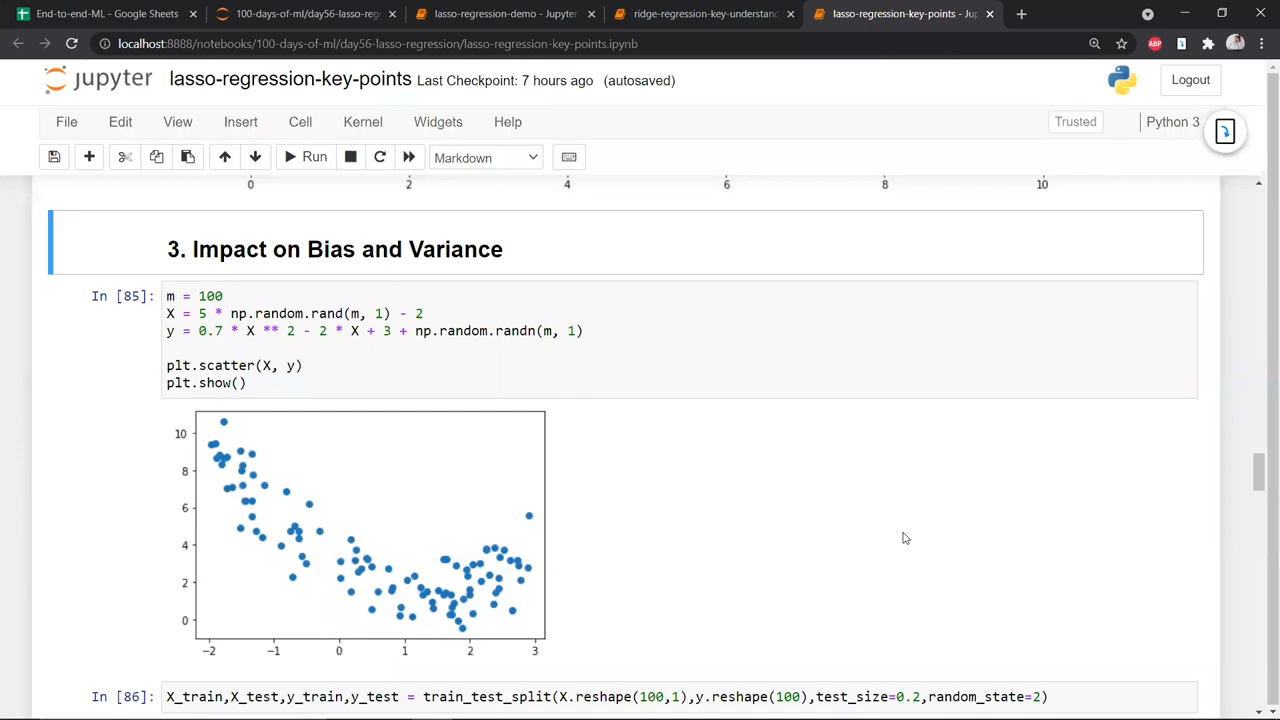 End-to-end-ML - Google Sheets
100-days-of-ml/day56-lasso-re
lasso-regression-demo - Jupyter
ridge-regression-key-understan
lasso-regression-key-points - Jup
localhost:8888/notebooks/100-days-of-ml/day56-lasso-regression/lasso-regression-key-points.ipynb
ABP
jupyter lasso-regression-key-points Last Checkpoint: 7 hours ago (autosaved)
Logout
File Edit View Insert Cell Kernel Widgets Help
Trusted
Python 3
Run
Markdown
0 2 4 6 8 10
3. Impact on Bias and Variance
In [85]:
m = 100
X = 5 * np.random.rand(m, 1) - 2
y = 0.7 * X ** 2 - 2 * X + 3 + np.random.randn(m, 1)
plt.scatter(X, y)
plt.show()
10
8
6
4
2
0
−2 −1 0 1 2 3
In [86]:
X_train,X_test,y_train,y_test = train_test_split(X.reshape(100,1),y.reshape(100),test_size=0.2,random_state=2)